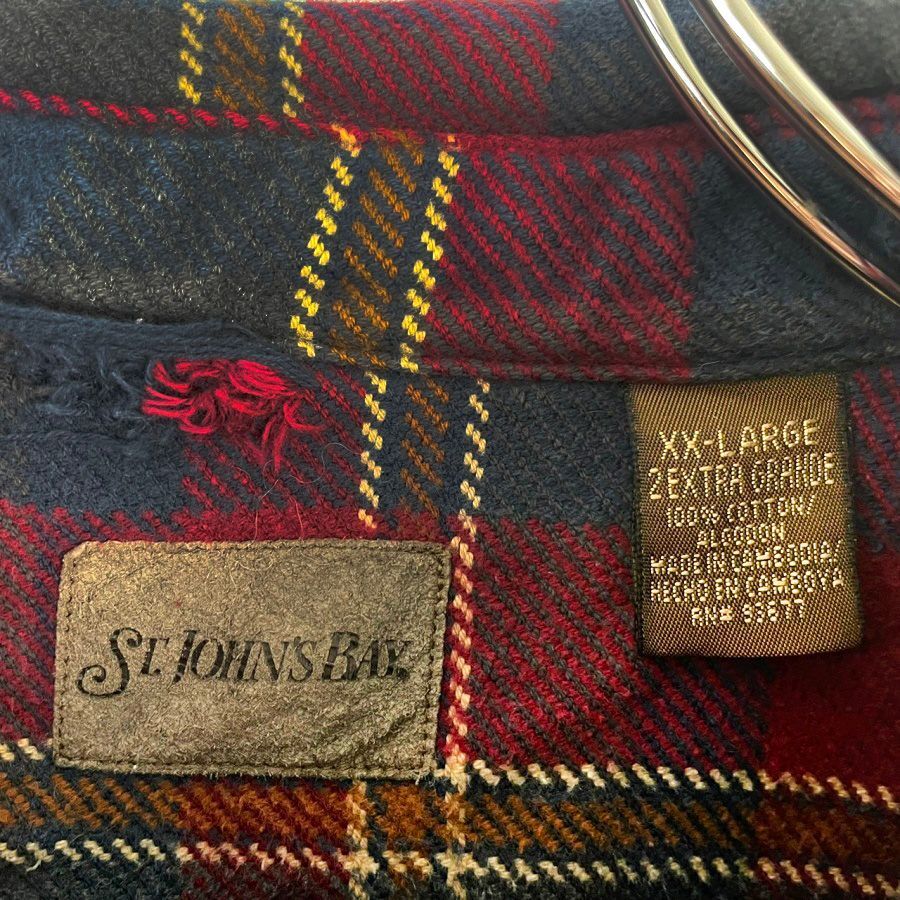 ST. JOHN'S BAY
XX-LARGE
2EXTRA GRANDE
100% COTTON/
ALGODON
MADE IN CAMBODIA/
HECHO EN CAMBOYA
RN# 93677